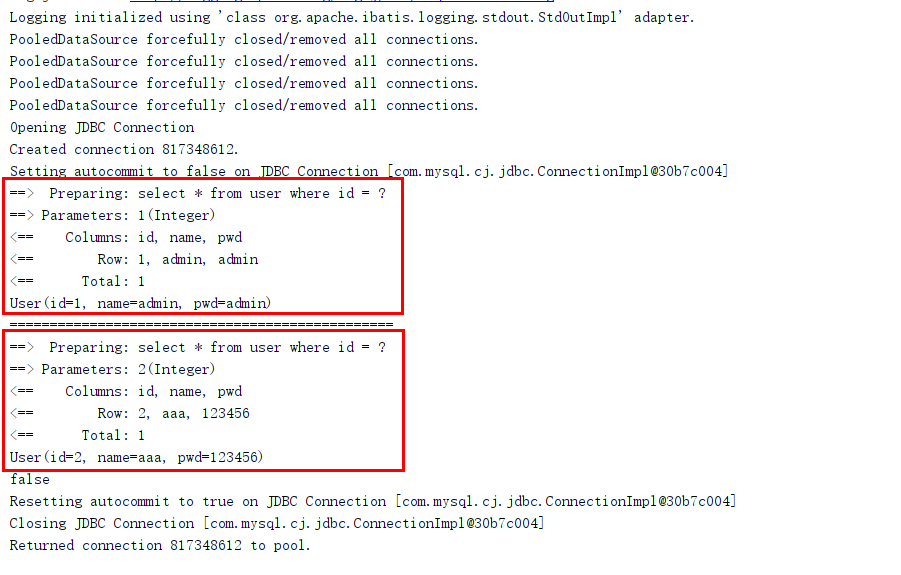 Logging initialized using 'class org.apache.ibatis.logging.stdout.StdOutImpl' adapter.
PooledDataSource forcefully closed/removed all connections.
PooledDataSource forcefully closed/removed all connections.
PooledDataSource forcefully closed/removed all connections.
PooledDataSource forcefully closed/removed all connections.
Opening JDBC Connection
Created connection 817348612.
Setting autocommit to false on JDBC Connection [com.mysql.cj.jdbc.ConnectionImpl@30b7c004]
==>  Preparing: select * from user where id = ?
==> Parameters: 1(Integer)
<==    Columns: id, name, pwd
<==        Row: 1, admin, admin
<==      Total: 1
User(id=1, name=admin, pwd=admin)
================================================
==>  Preparing: select * from user where id = ?
==> Parameters: 2(Integer)
<==    Columns: id, name, pwd
<==        Row: 2, aaa, 123456
<==      Total: 1
User(id=2, name=aaa, pwd=123456)
false
Resetting autocommit to true on JDBC Connection [com.mysql.cj.jdbc.ConnectionImpl@30b7c004]
Closing JDBC Connection [com.mysql.cj.jdbc.ConnectionImpl@30b7c004]
Returned connection 817348612 to pool.